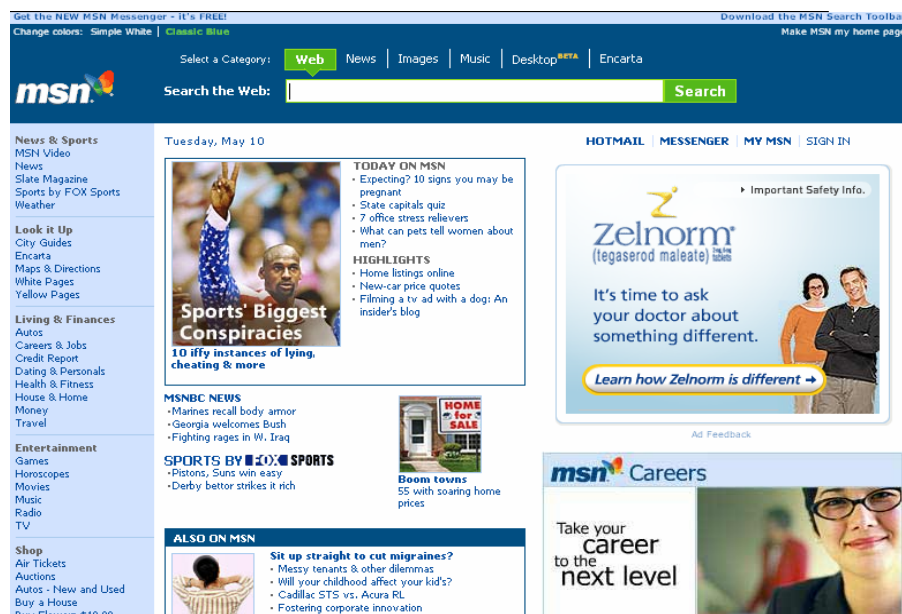 Get the NEW MSN Messenger - it's FREE!
Download the MSN Search Toolba
Change colors: Simple White | Classic Blue
Make MSN my home page
Select a Category: Web News Images Music Desktop BETA Encarta
msn
Search the Web: Search
News & Sports
MSN Video
News
Slate Magazine
Sports by FOX Sports
Weather
Look it Up
City Guides
Encarta
Maps & Directions
White Pages
Yellow Pages
Living & Finances
Autos
Careers & Jobs
Credit Report
Dating & Personals
Health & Fitness
House & Home
Money
Travel
Entertainment
Games
Horoscopes
Movies
Music
Radio
TV
Shop
Air Tickets
Auctions
Autos - New and Used
Buy a House
Tuesday, May 10
HOTMAIL | MESSENGER | MY MSN | SIGN IN
Sports' Biggest
Conspiracies
10 iffy instances of lying,
cheating & more
TODAY ON MSN
· Expecting? 10 signs you may be
pregnant
· State capitals quiz
· 7 office stress relievers
· What can pets tell women about
men?
HIGHLIGHTS
· Home listings online
· New-car price quotes
· Filming a tv ad with a dog: An
insider's blog
MSNBC NEWS
·Marines recall body armor
·Georgia welcomes Bush
·Fighting rages in W. Iraq
SPORTS BY FOX SPORTS
·Pistons, Suns win easy
·Derby bettor strikes it rich
HOME
for
SALE
Boom towns
55 with soaring home
prices
ALSO ON MSN
Sit up straight to cut migraines?
· Messy tenants & other dilemmas
· Will your childhood affect your kid's?
· Cadillac STS vs. Acura RL
· Fostering corporate innovation
Important Safety Info.
Zelnorm
(tegaserod maleate)
It's time to ask
your doctor about
something different.
Learn how Zelnorm is different
Ad Feedback
msn Careers
Take your
career
to the
next level